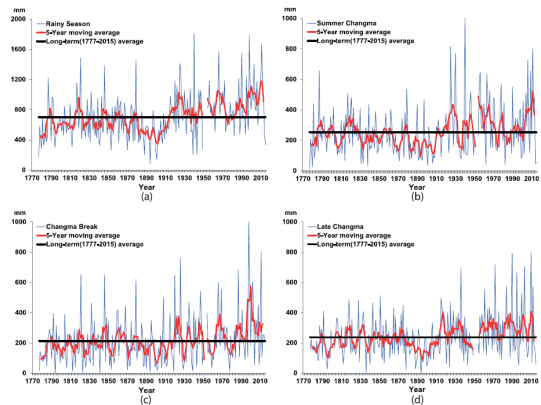 mm
Rainy Season
5-Year moving average
Long-term(1777-2015) average
2000
1600
1200
800
400
0
1770 1790 1810 1830 1850 1870 1890 1910 1930 1950 1970 1990 2010
Year
(a)
mm
Summer Changma
5-Year moving average
Long-term(1777-2015) average
1000
800
600
400
200
0
1770 1790 1810 1830 1850 1870 1890 1910 1930 1950 1970 1990 2010
Year
(b)
mm
Changma Break
5-Year moving average
Long-term(1777-2015) average
1000
800
600
400
200
0
1770 1790 1810 1830 1850 1870 1890 1910 1930 1950 1970 1990 2010
Year
(c)
mm
Late Changma
5-Year moving average
Long-term(1777-2015) average
1000
800
600
400
200
0
1770 1790 1810 1830 1850 1870 1890 1910 1930 1950 1970 1990 2010
Year
(d)